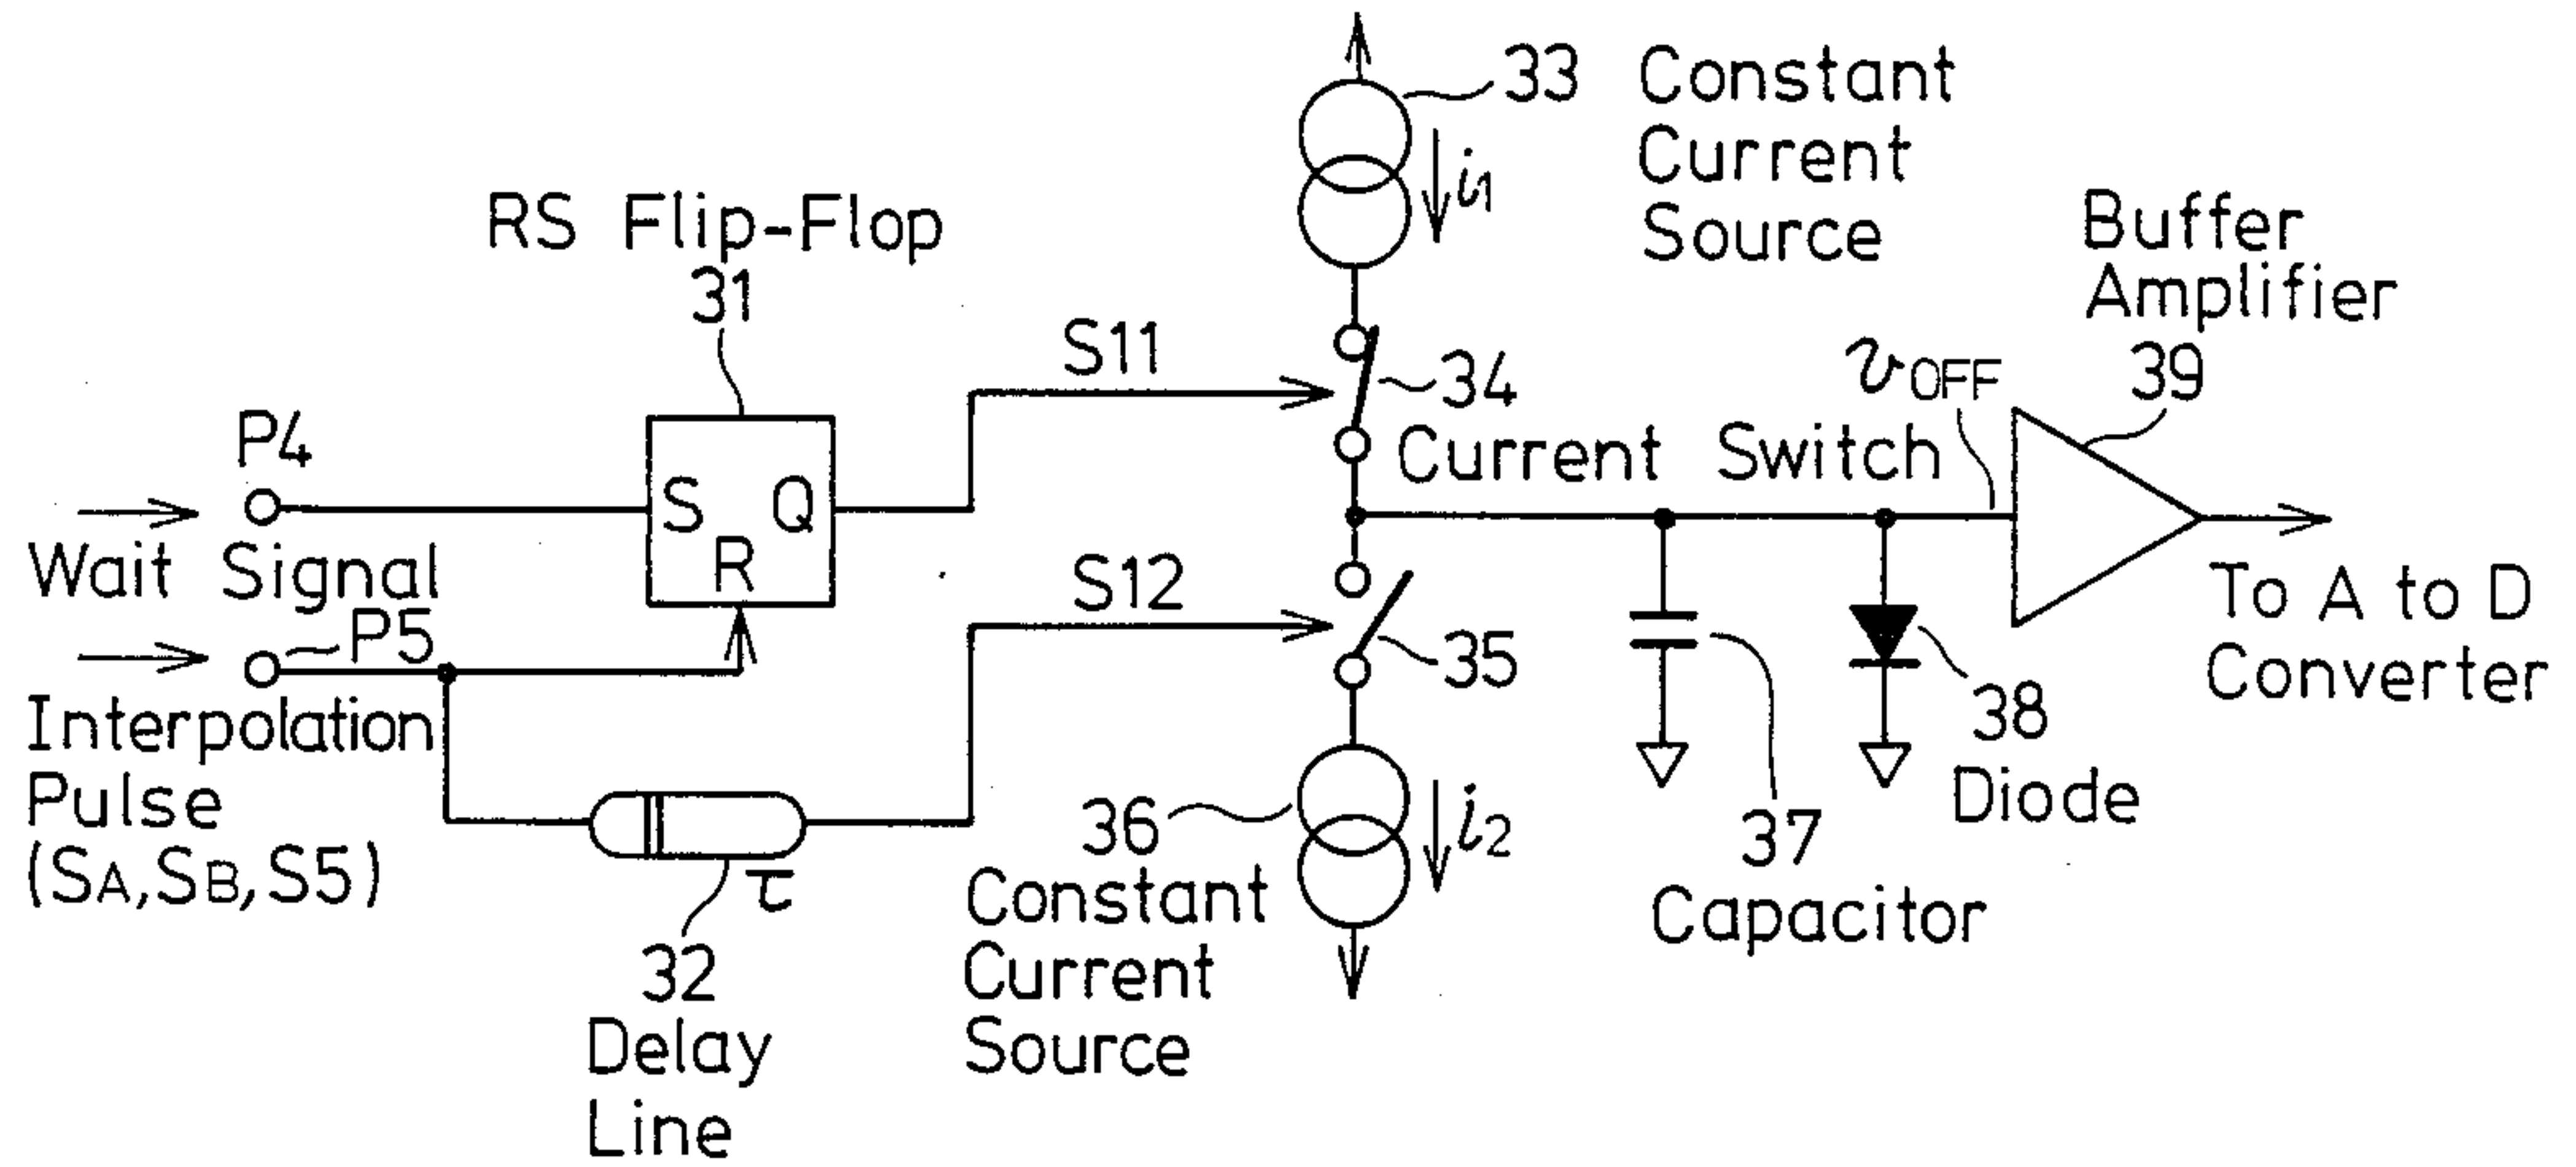 33 Constant
Current
Source
i1
RS Flip-Flop
31
Buffer
Amplifier
39
S11
34
Current Switch
vOFF
P4
S Q
R
Wait Signal
P5
Interpolation
Pulse
(SA, SB, S5)
S12
35
To A to D
Converter
38
Diode
37
Capacitor
36
Constant
Current
Source
i2
τ
32
Delay
Line